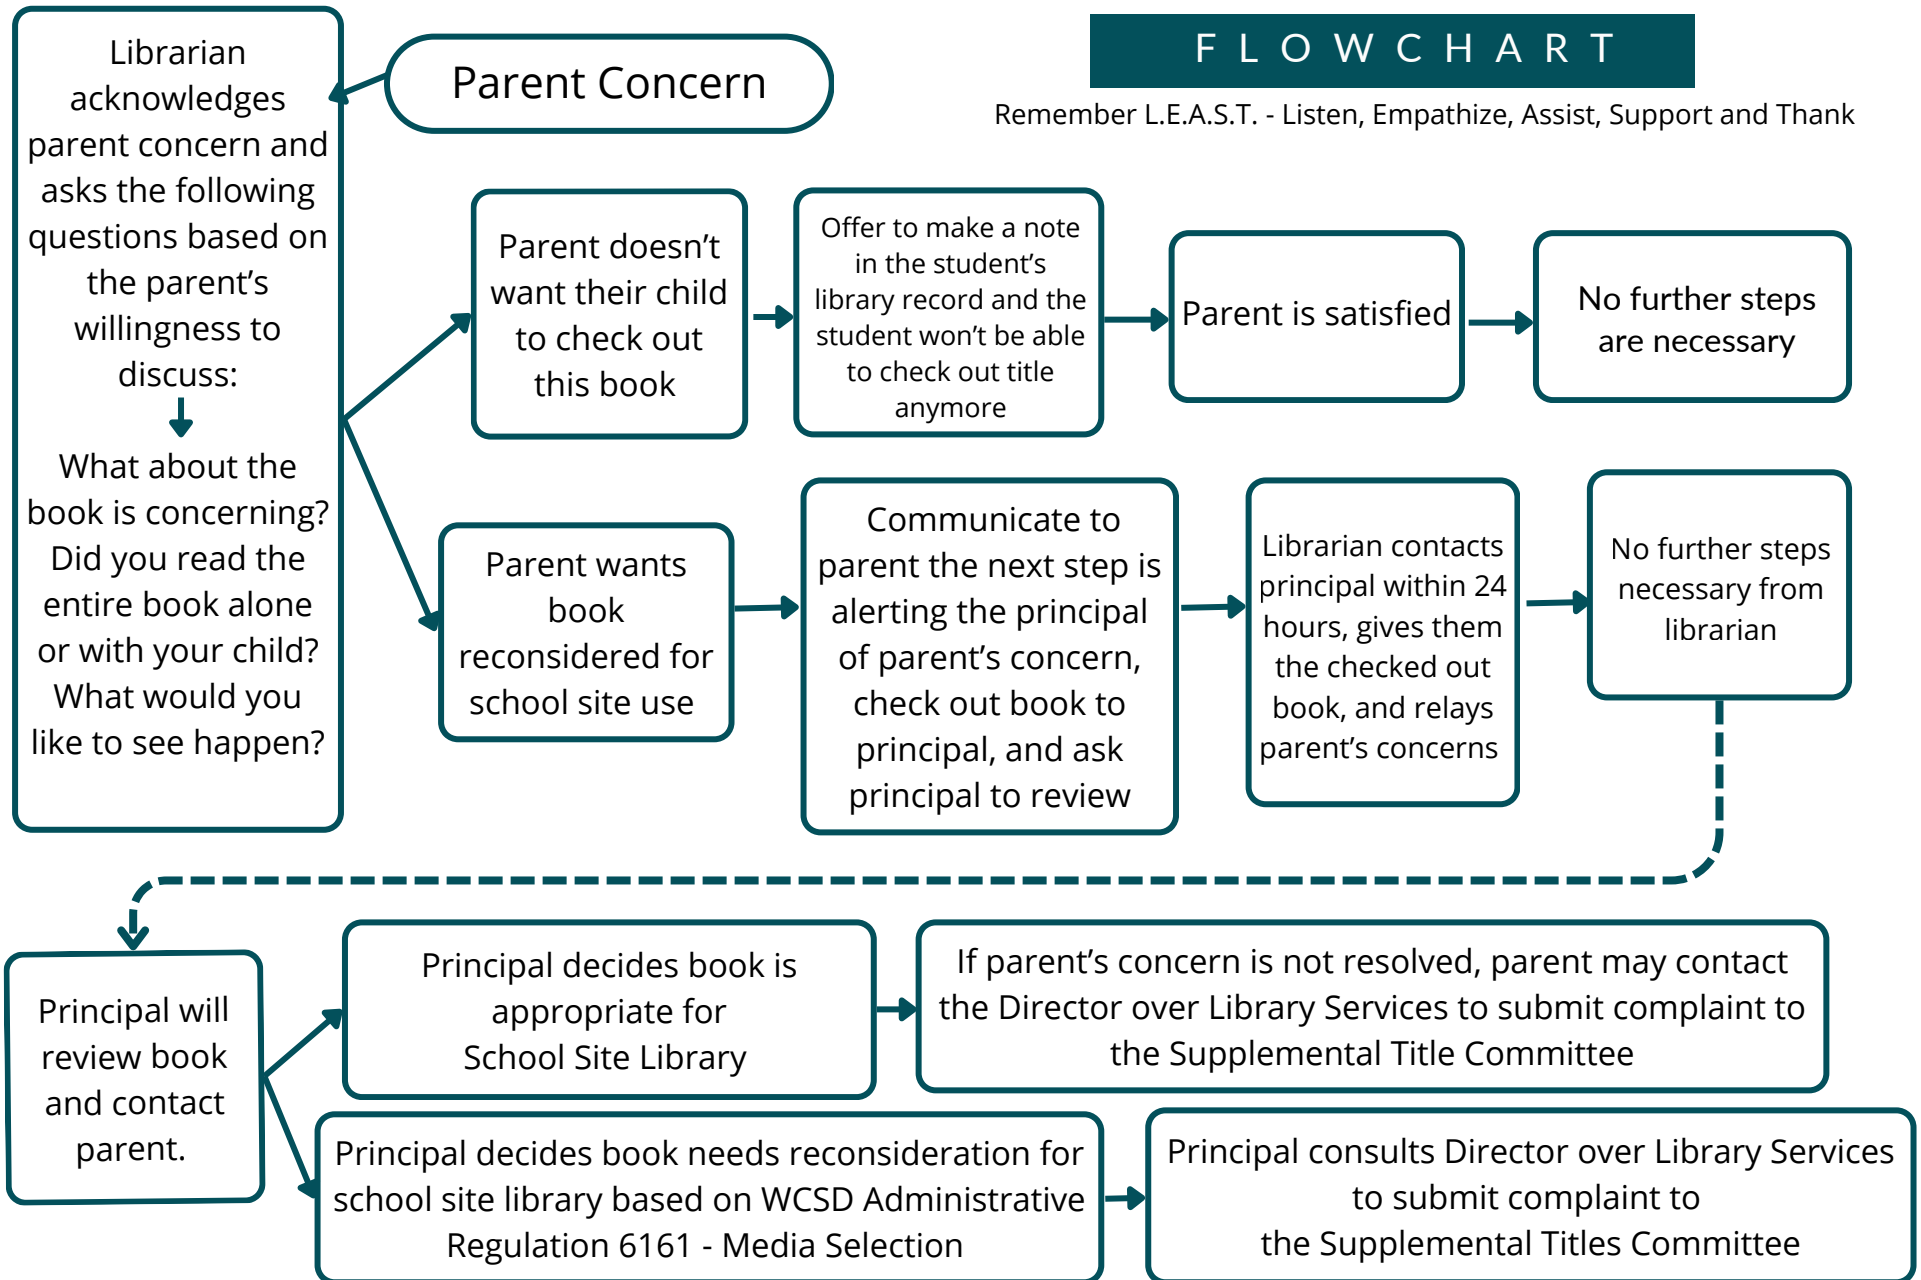 FLOWCHART
Remember L.E.A.S.T. - Listen, Empathize, Assist, Support and Thank
Parent Concern
Librarian
acknowledges
parent concern and
asks the following
questions based on
the parent's
willingness to
discuss:
What about the
book is concerning?
Did you read the
entire book alone
or with your child?
What would you
like to see happen?
Parent doesn't
want their child
to check out
this book
Offer to make a note
in the student's
library record and the
student won't be able
to check out title
anymore
Parent is satisfied
No further steps
are necessary
Parent wants
book
reconsidered for
school site use
Communicate to
parent the next step is
alerting the principal
of parent's concern,
check out book to
principal, and ask
principal to review
Librarian contacts
principal within 24
hours, gives them
the checked out
book, and relays
parent's concerns
No further steps
necessary from
librarian
Principal will
review book
and contact
parent.
Principal decides book is
appropriate for
School Site Library
If parent's concern is not resolved, parent may contact
the Director over Library Services to submit complaint to
the Supplemental Title Committee
Principal decides book needs reconsideration for
school site library based on WCSD Administrative
Regulation 6161 - Media Selection
Principal consults Director over Library Services
to submit complaint to
the Supplemental Titles Committee